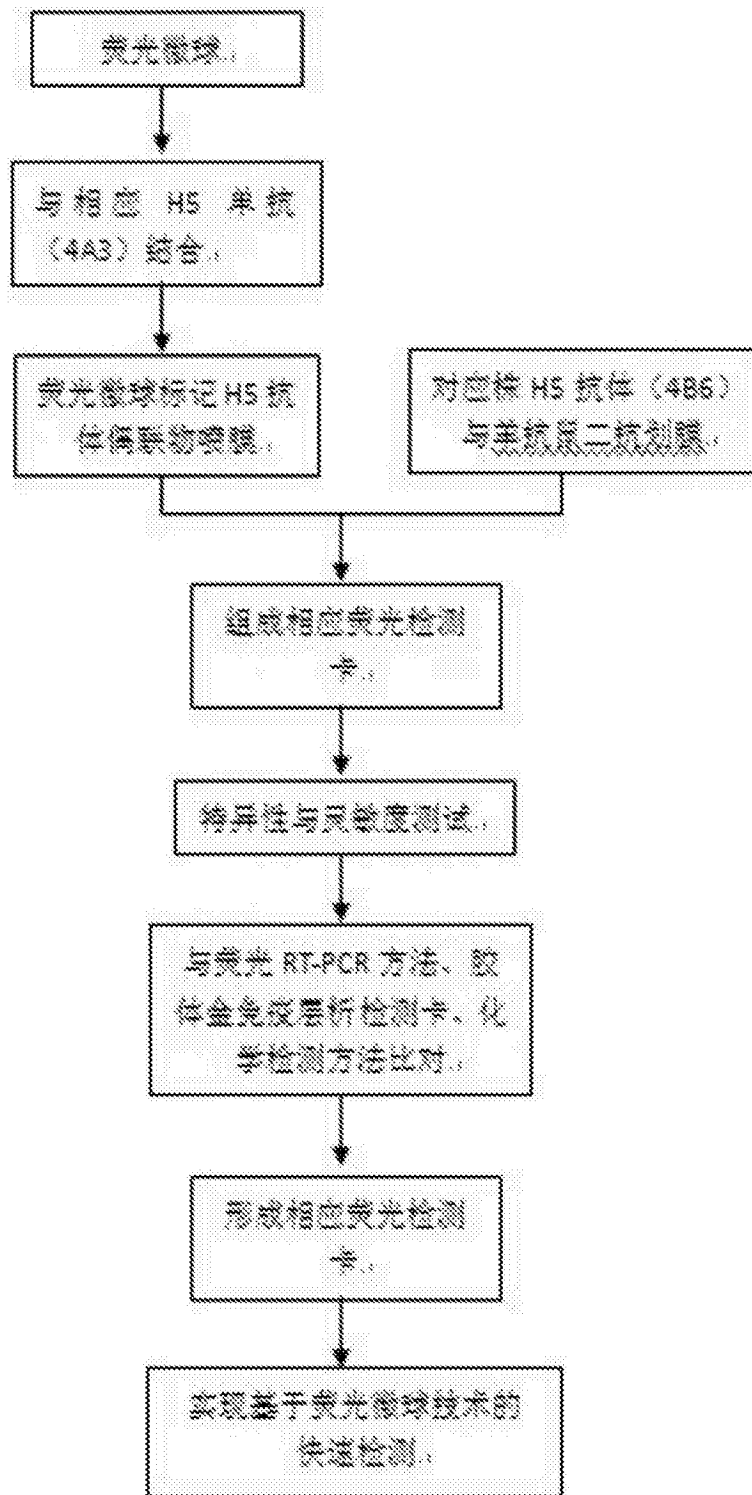 荧光微球
与相应 H5 单抗
（4A3）结合
荧光微球标记 H5 抗
体偶联物喷膜
对应株 H5 抗体（4B6）
与羊抗鼠二抗划膜
组成相应荧光检测
卡
特异性与灵敏度测试
与荧光 RT-PCR 方法、胶
体金免疫层析检测卡、化
学检测方法比对
形成相应荧光检测
卡
实现基于荧光微球技术的
快速检测